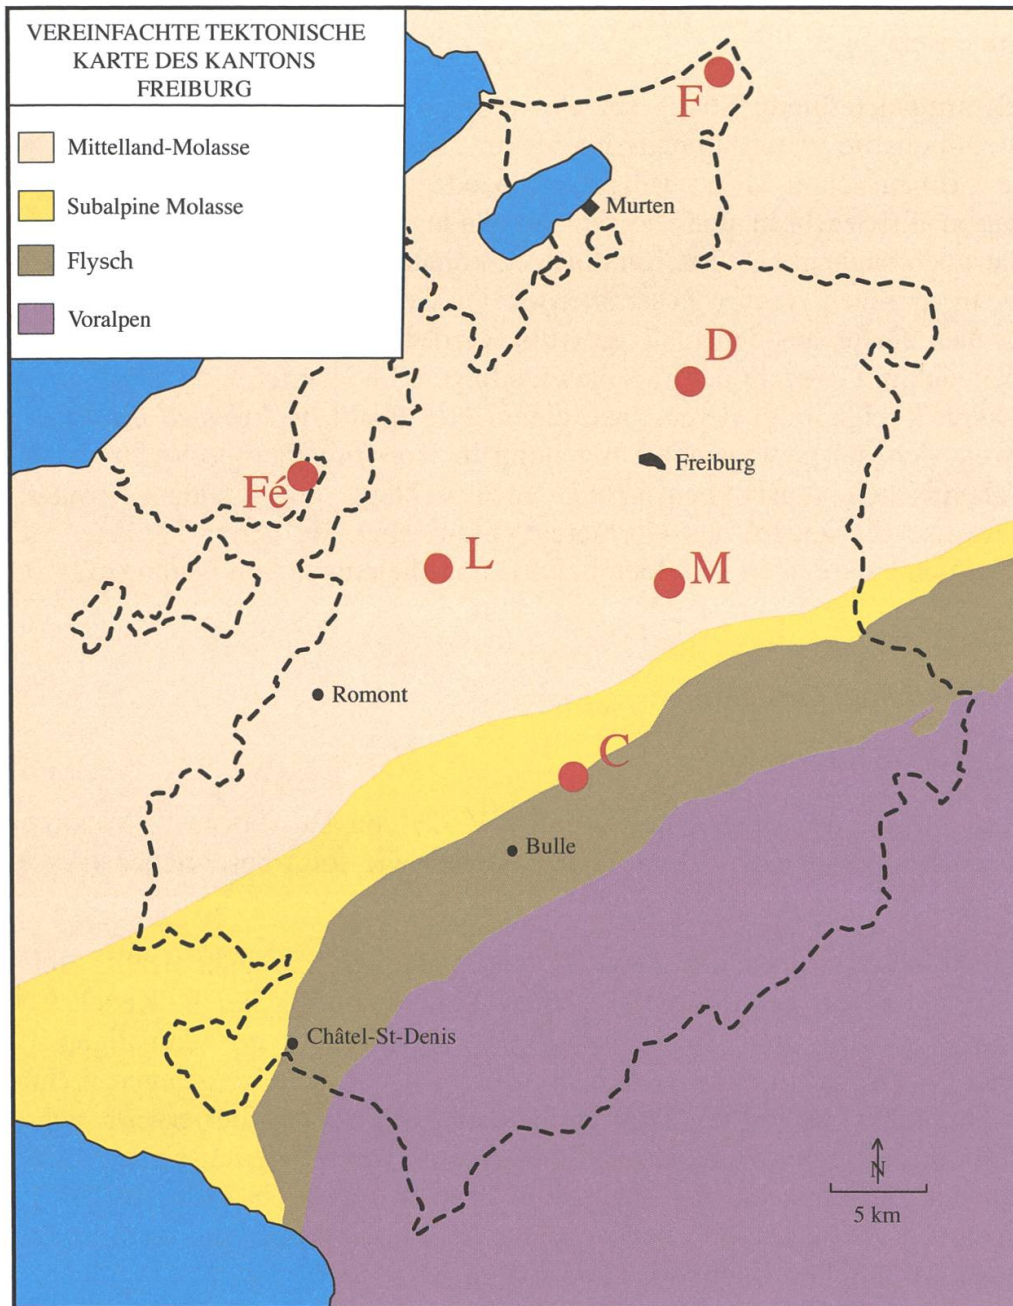 VEREINFACHTE TEKTONISCHE
KARTE DES KANTONS
FREIBURG
Mittelland-Molasse
Subalpine Molasse
Flysch
Voralpen
F
Murten
D
Freiburg
Fé
L
M
Romont
C
Bulle
Châtel-St-Denis
N
5 km